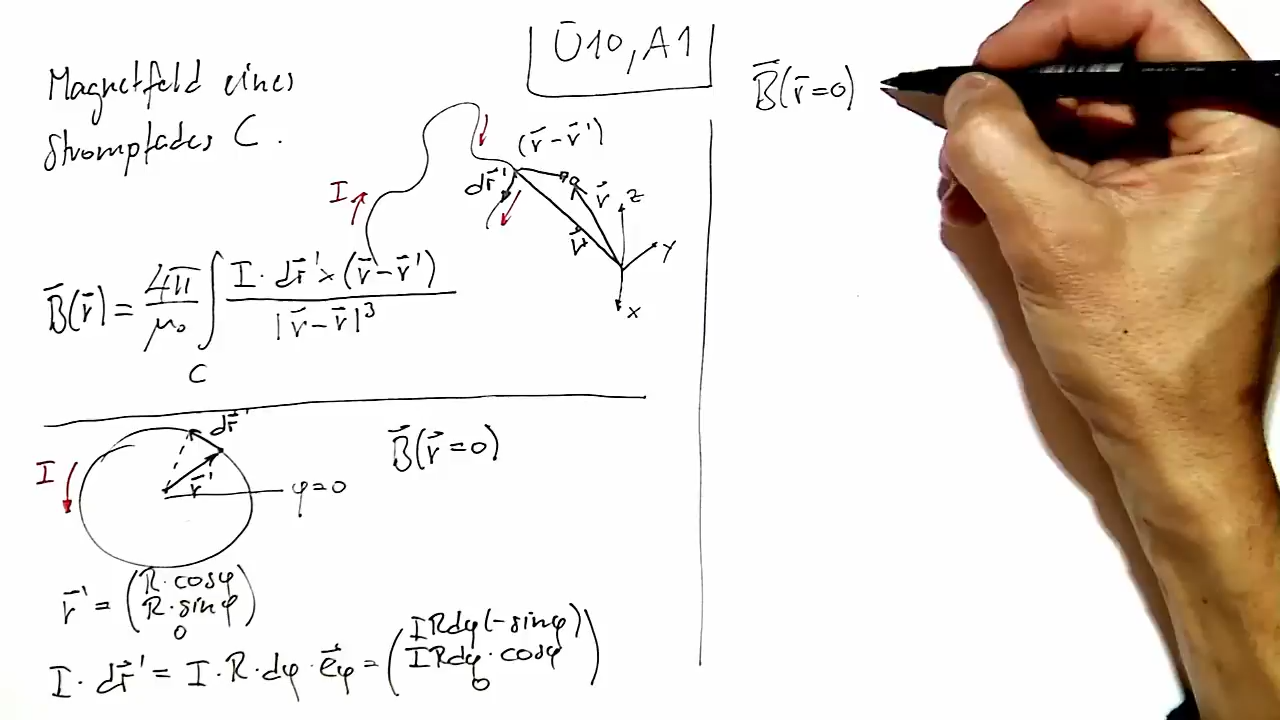 Magnetfeld eines
Strompfades C.
Ü10, A1
I
dr⃗'
(r⃗ - r⃗')
r⃗
r⃗'
z
y
x
B⃗(r⃗) = 4π/μ₀ ∫_C I · dr⃗' × (r⃗ - r⃗') / |r⃗ - r⃗|³
I
dr⃗'
r⃗'
φ=0
B⃗(r⃗=0)
r⃗' = (R·cosφ
R·sinφ
0)
I · dr⃗' = I · R · dφ · e⃗φ = (IRdφ(-sinφ)
IRdφ·cosφ
0)
B⃗(r⃗=0)